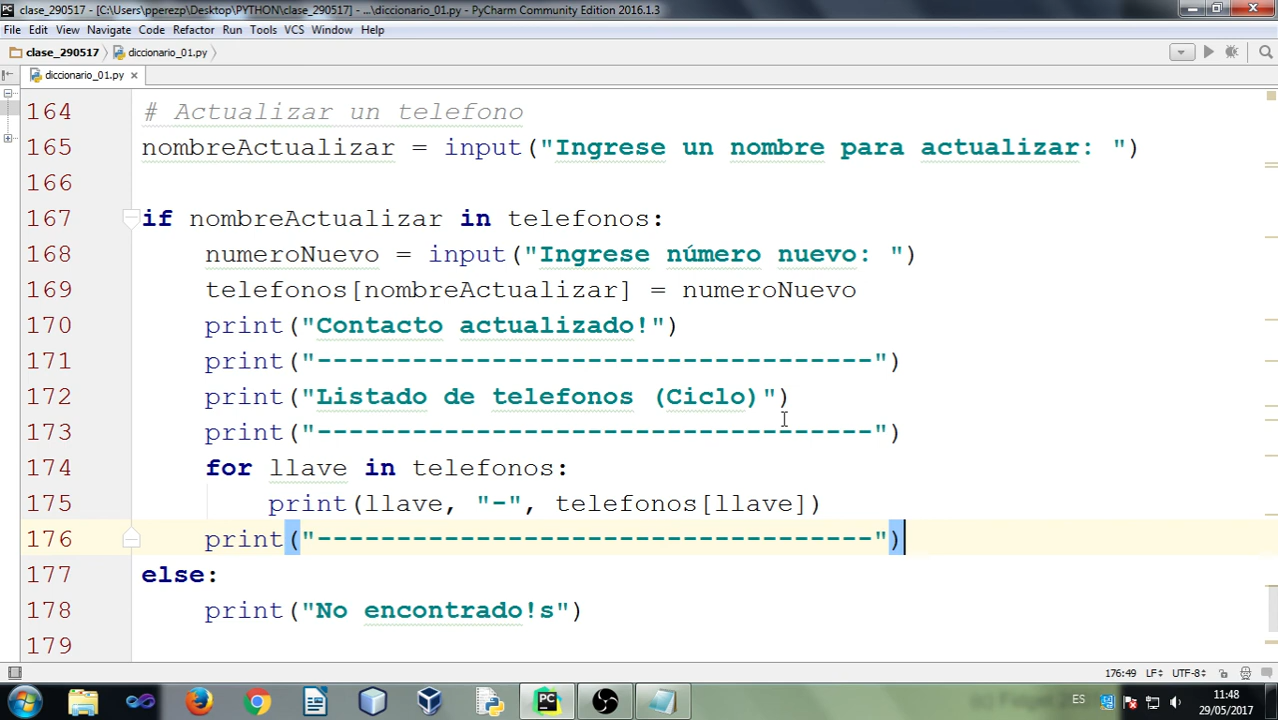 clase_290517 - [C:\Users\pperezp\Desktop\PYTHON\clase_290517] - ...\diccionario_01.py - PyCharm Community Edition 2016.1.3
File Edit View Navigate Code Refactor Run Tools VCS Window Help
clase_290517 diccionario_01.py
diccionario_01.py
164 # Actualizar un telefono
165 nombreActualizar = input("Ingrese un nombre para actualizar: ")
166
167 if nombreActualizar in telefonos:
168 numeroNuevo = input("Ingrese número nuevo: ")
169 telefonos[nombreActualizar] = numeroNuevo
170 print("Contacto actualizado!")
171 print("-----------------------------------")
172 print("Listado de telefonos (Ciclo)")
173 print("-----------------------------------")
174 for llave in telefonos:
175 print(llave, "-", telefonos[llave])
176 print("-----------------------------------")
177 else:
178 print("No encontrado!s")
179
176:49 LF÷ UTF-8÷
ES 11:48
29/05/2017